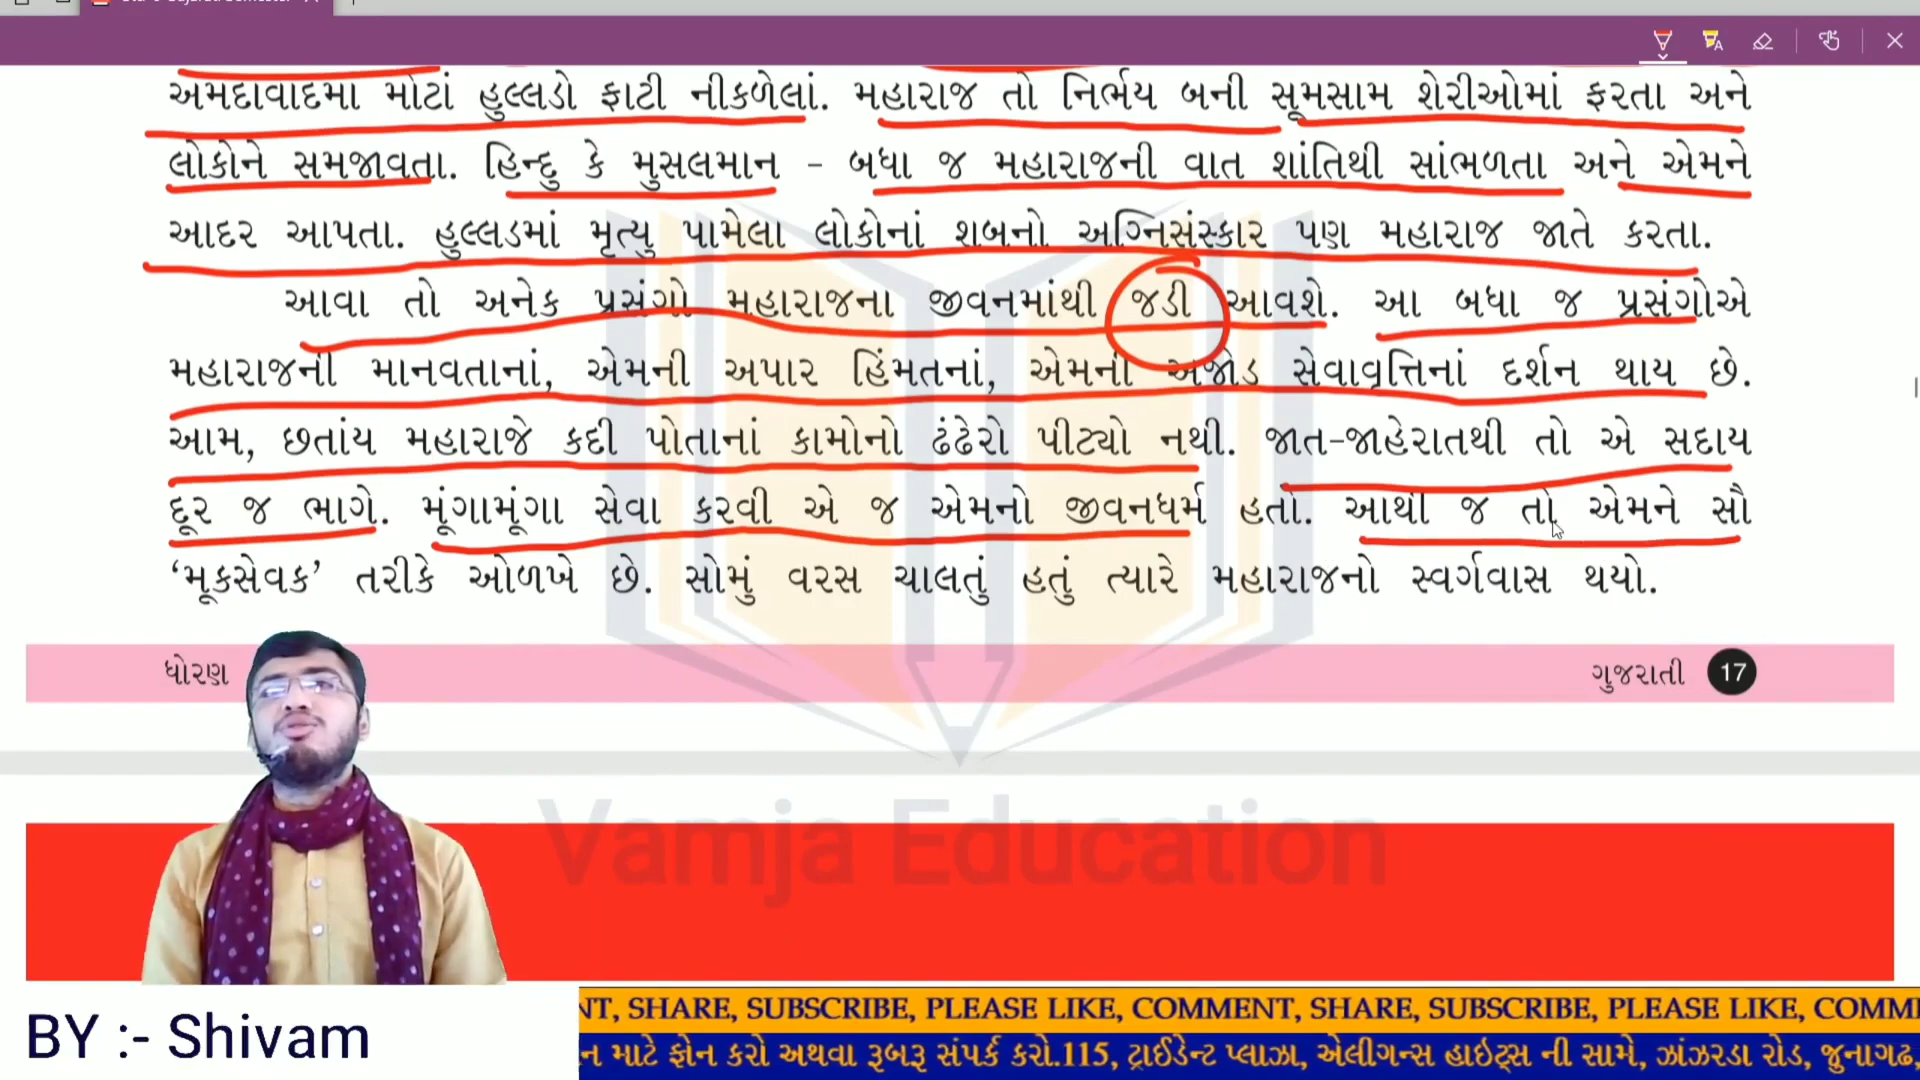 અમદાવાદમા મોટાં હુલ્લડો ફાટી નીકળેલાં. મહારાજ તો નિર્ભય બની સૂમસામ શેરીઓમાં ફરતા અને
લોકોને સમજાવતા. હિન્દુ કે મુસલમાન - બધા જ મહારાજની વાત શાંતિથી સાંભળતા અને એમને
આદર આપતા. હુલ્લડમાં મૃત્યુ પામેલા લોકોનાં શબનો અગ્નિસંસ્કાર પણ મહારાજ જાતે કરતા.
આવા તો અનેક પ્રસંગો મહારાજના જીવનમાંથી જડી આવશે. આ બધા જ પ્રસંગોએ
મહારાજની માનવતાનાં, એમની અપાર હિંમતનાં, એમની અજોડ સેવાવૃત્તિનાં દર્શન થાય છે.
આમ, છતાંય મહારાજે કદી પોતાનાં કામોનો ઢંઢેરો પીટ્યો નથી. જાત-જાહેરાતથી તો એ સદાય
દૂર જ ભાગે. મૂંગામૂંગા સેવા કરવી એ જ એમનો જીવનધર્મ હતો. આથી જ તો એમને સૌ
‘મૂકસેવક’ તરીકે ઓળખે છે. સોમું વરસ ચાલતું હતું ત્યારે મહારાજનો સ્વર્ગવાસ થયો.
ધોરણ
ગુજરાતી 17
Vamja Education
BY :- Shivam
NT, SHARE, SUBSCRIBE, PLEASE LIKE, COMMENT, SHARE, SUBSCRIBE, PLEASE LIKE, COMM
ન માટે ફોન કરો અથવા રૂબરૂ સંપર્ક કરો.115, ટ્રાઈડેન્ટ પ્લાઝા, એલીગન્સ હાઇટ્સ ની સામે, ઝાંઝરડા રોડ, જુનાગઢ,